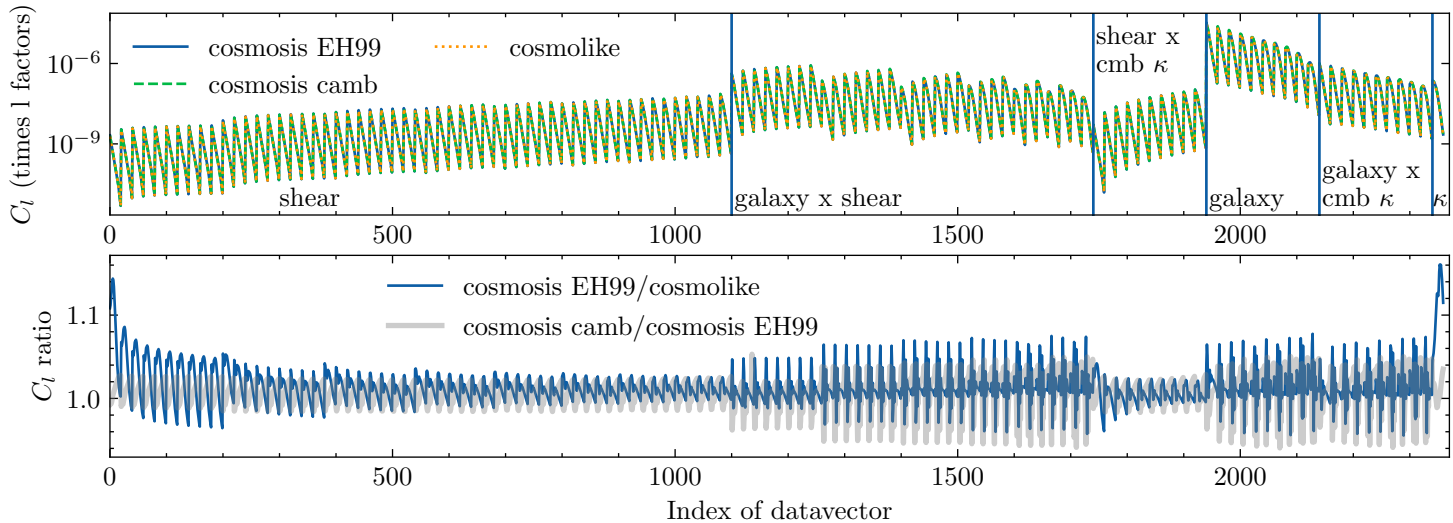 C_l (times l factors)
10^−6
10^−9
cosmosis EH99
cosmosis camb
cosmolike
shear
galaxy x shear
shear x
cmb κ
galaxy
galaxy x
cmb κ
κ
0
500
1000
1500
2000
C_l ratio
1.1
1.0
cosmosis EH99/cosmolike
cosmosis camb/cosmosis EH99
0
500
1000
1500
2000
Index of datavector